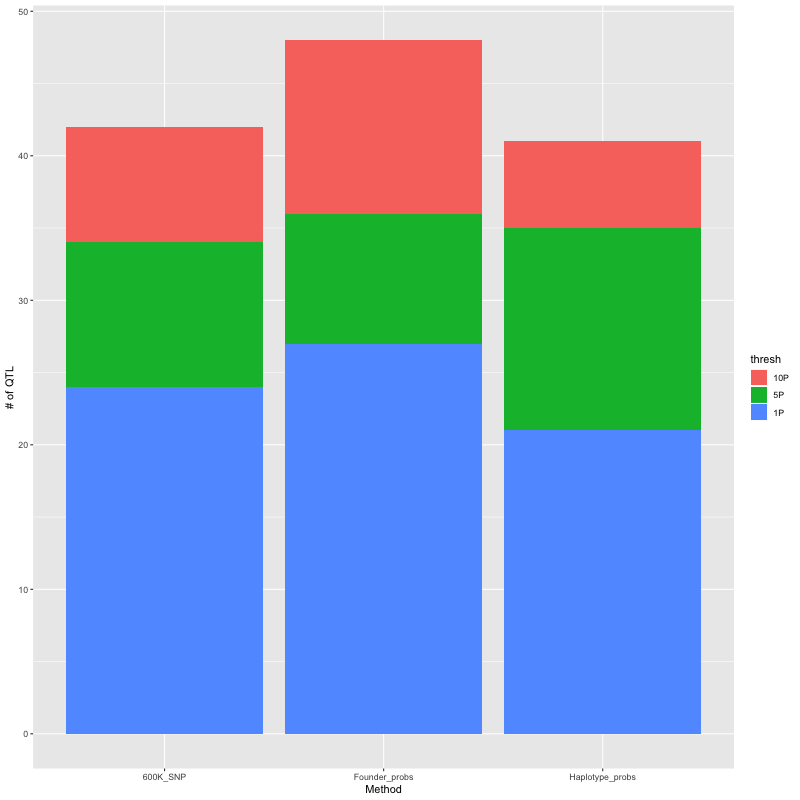 50
40
30
20
10
0
# of QTL
600K_SNP
Founder_probs
Haplotype_probs
Method
thresh
10P
5P
1P